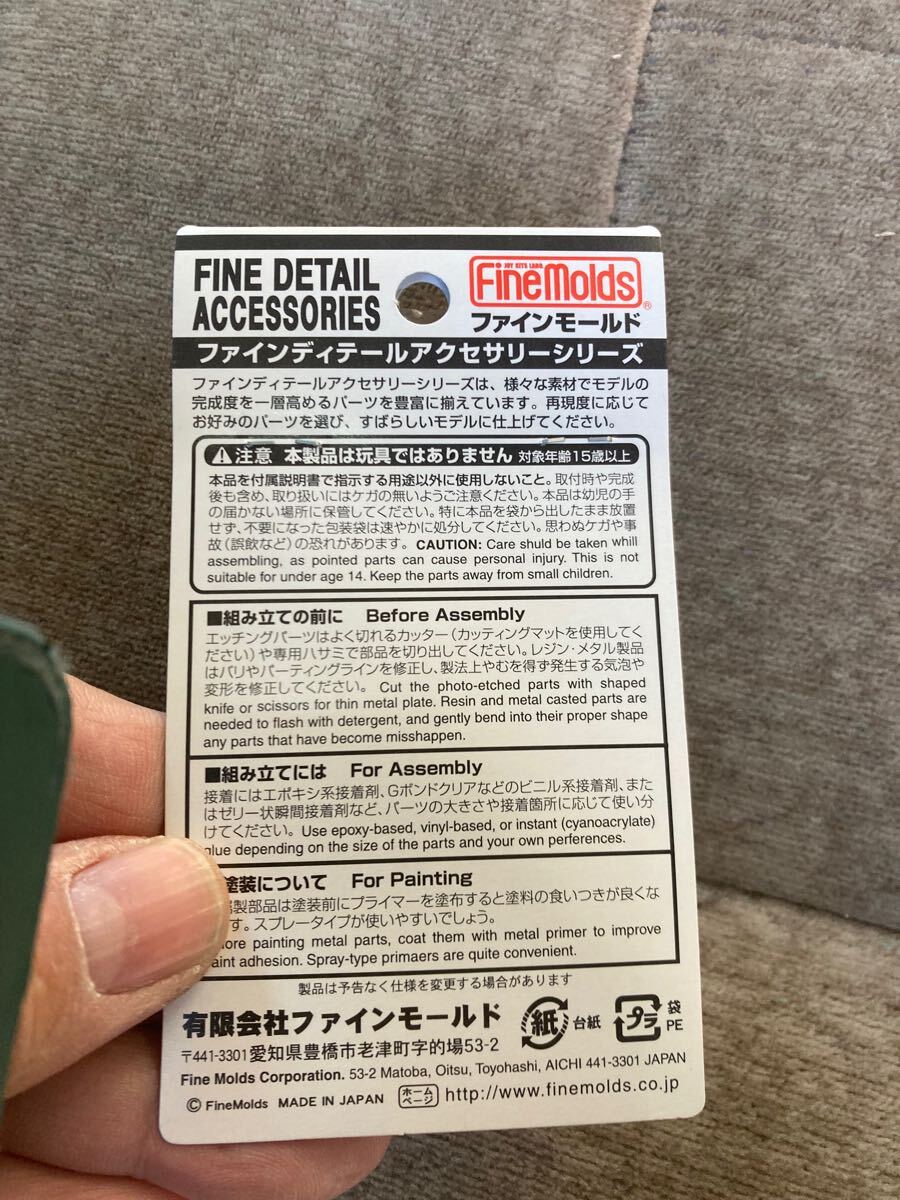 FINE DETAIL
ACCESSORIES
JOY KITS LABO
FineMolds®
ファインモールド
ファインディテールアクセサリーシリーズ
ファインディテールアクセサリーシリーズは、様々な素材でモデルの
完成度を一層高めるパーツを豊富に揃えています。再現度に応じて
お好みのパーツを選び、すばらしいモデルに仕上げてください。
注意 本製品は玩具ではありません 対象年齢15歳以上
本品を付属説明書で指示する用途以外に使用しないこと。取付時や完成
後も含め、取り扱いにはケガの無いようご注意ください。本品は幼児の手
の届かない場所に保管してください。特に本品を袋から出したまま放置
せず、不要になった包装袋は速やかに処分してください。思わぬケガや事
故(誤飲など)の恐れがあります。CAUTION: Care shuld be taken whill
assembling, as pointed parts can cause personal injury. This is not
suitable for under age 14. Keep the parts away from small children.
■組み立ての前に Before Assembly
エッチングパーツはよく切れるカッター(カッティングマットを使用してく
ださい)や専用ハサミで部品を切り出してください。レジン・メタル製品
はバリやパーティングラインを修正し、製法上やむを得ず発生する気泡や
変形を修正してください。Cut the photo-etched parts with shaped
knife or scissors for thin metal plate. Resin and metal casted parts are
needed to flash with detergent, and gently bend into their proper shape
any parts that have become misshappen.
■組み立てには For Assembly
接着にはエポキシ系接着剤、Gボンドクリアなどのビニル系接着剤、また
はゼリー状瞬間接着剤など、パーツの大きさや接着箇所に応じて使い分
けてください。Use epoxy-based, vinyl-based, or instant (cyanoacrylate)
glue depending on the size of the parts and your own perferences.
塗装について For Painting
製部品は塗装前にプライマーを塗布すると塗料の食いつきが良くな
す。スプレータイプが使いやすいでしょう。
ore painting metal parts, coat them with metal primer to improve
aint adhesion. Spray-type primaers are quite convenient.
製品は予告なく仕様を変更する場合があります
有限会社ファインモールド
紙 台紙
プラ 袋 PE
〒441-3301愛知県豊橋市老津町字的場53-2
Fine Molds Corporation. 53-2 Matoba, Oitsu, Toyohashi, AICHI 441-3301 JAPAN
© FineMolds MADE IN JAPAN ホームページ http://www.finemolds.co.jp